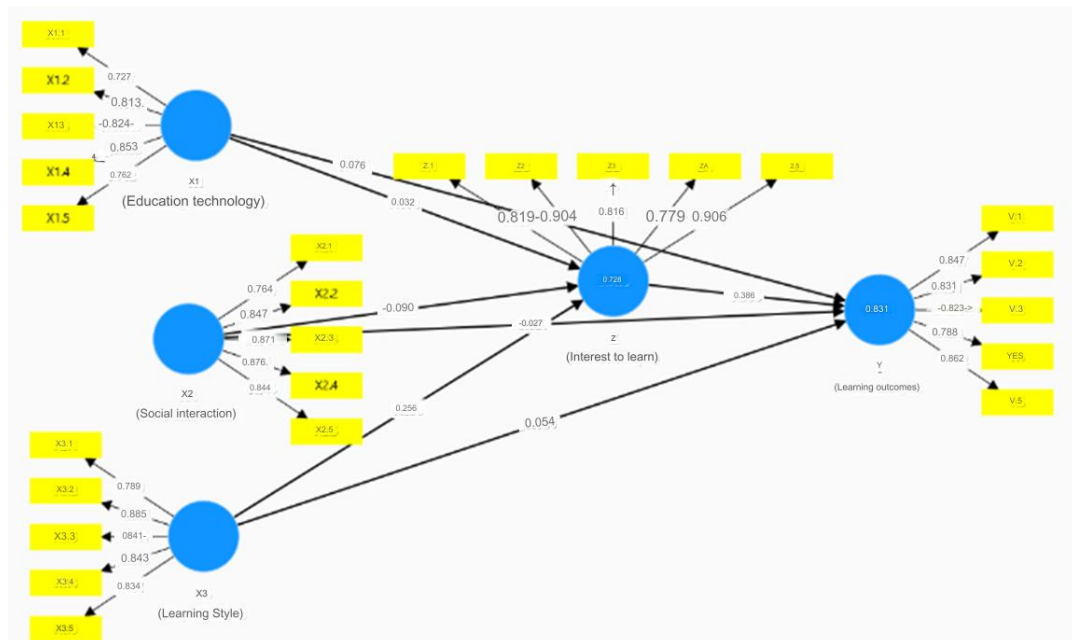 X1:1
X1.2
X13
X1.4
X1.5
0.727
0.813.
-0.824-
0.853
0.762
X1
(Education technology)
0.076
0.032
Z.1
Z2
Z3
ZA
2.5
0.819-0.904
0.816
0.779
0.906
0.728
Z
(Interest to learn)
X2.1
X2.2
X2:3
X2.4
X2:5
0.764
0.847
0.871
0.876.
0.844
X2
(Social interaction)
-0.090
-0.027
0.386
0.256
0.054
V.1
V.2
V.3
YES
V.5
0.847
0.831
-0.823->
0.788
0.862
0.831
Y
(Learning outcomes)
X3:1
X3:2
X3.3
X3:4
X3:5
0.789
0.885
0841-
0.843
0.834
X3
(Learning Style)